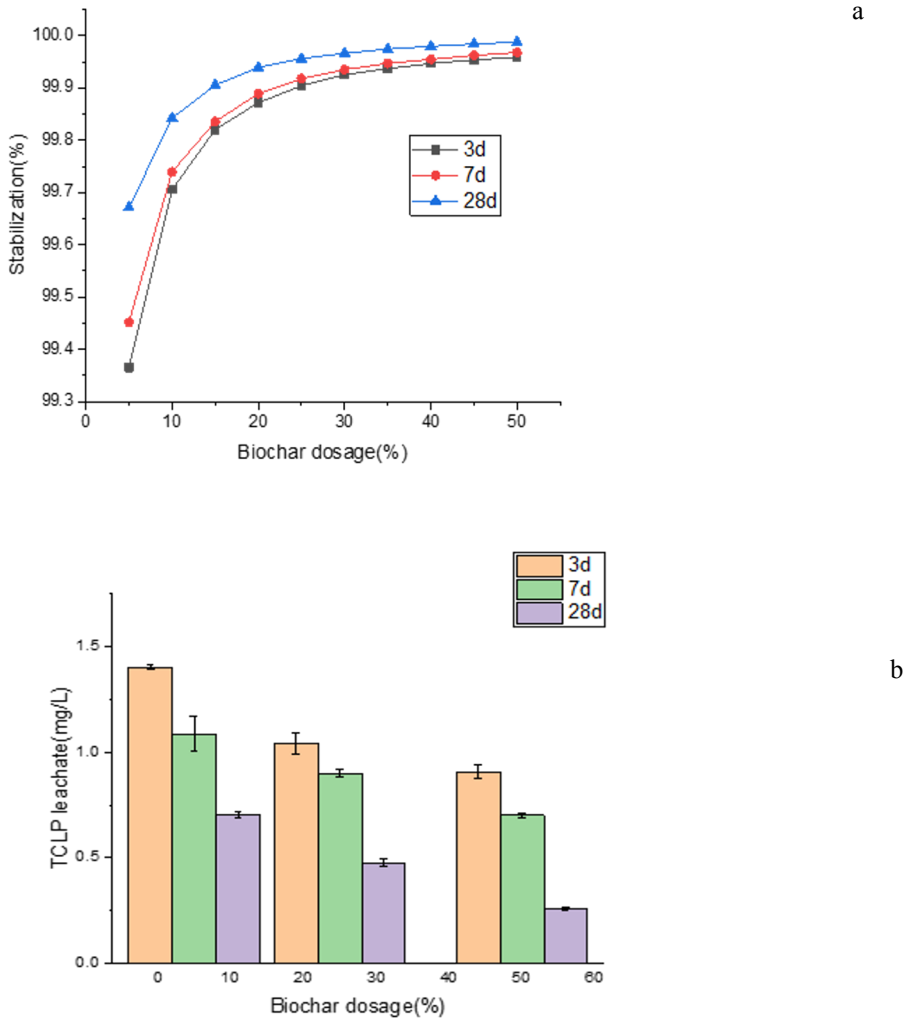 a
100.0
99.9
99.8
99.7
99.6
99.5
99.4
99.3
Stabilization(%)
3d
7d
28d
0 10 20 30 40 50
Biochar dosage(%)
3d
7d
28d
b
1.5
1.0
0.5
0.0
TCLP leachate(mg/L)
0 10 20 30 40 50 60
Biochar dosage(%)